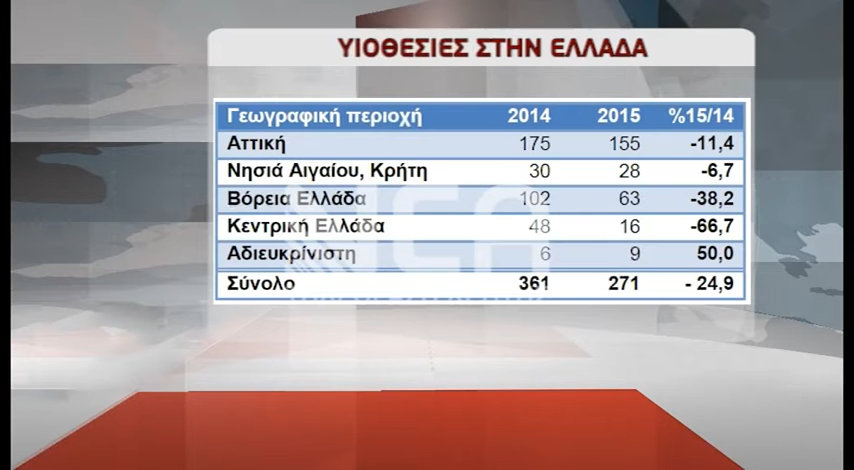 ΥΙΟΘΕΣΙΕΣ ΣΤΗΝ ΕΛΛΑΔΑ
Γεωγραφική περιοχή 2014 2015 %15/14
Αττική 175 155 -11,4
Νησιά Αιγαίου, Κρήτη 30 28 -6,7
Βόρεια Ελλάδα 102 63 -38,2
Κεντρική Ελλάδα 48 16 -66,7
Αδιευκρίνιστη 6 9 50,0
Σύνολο 361 271 - 24,9